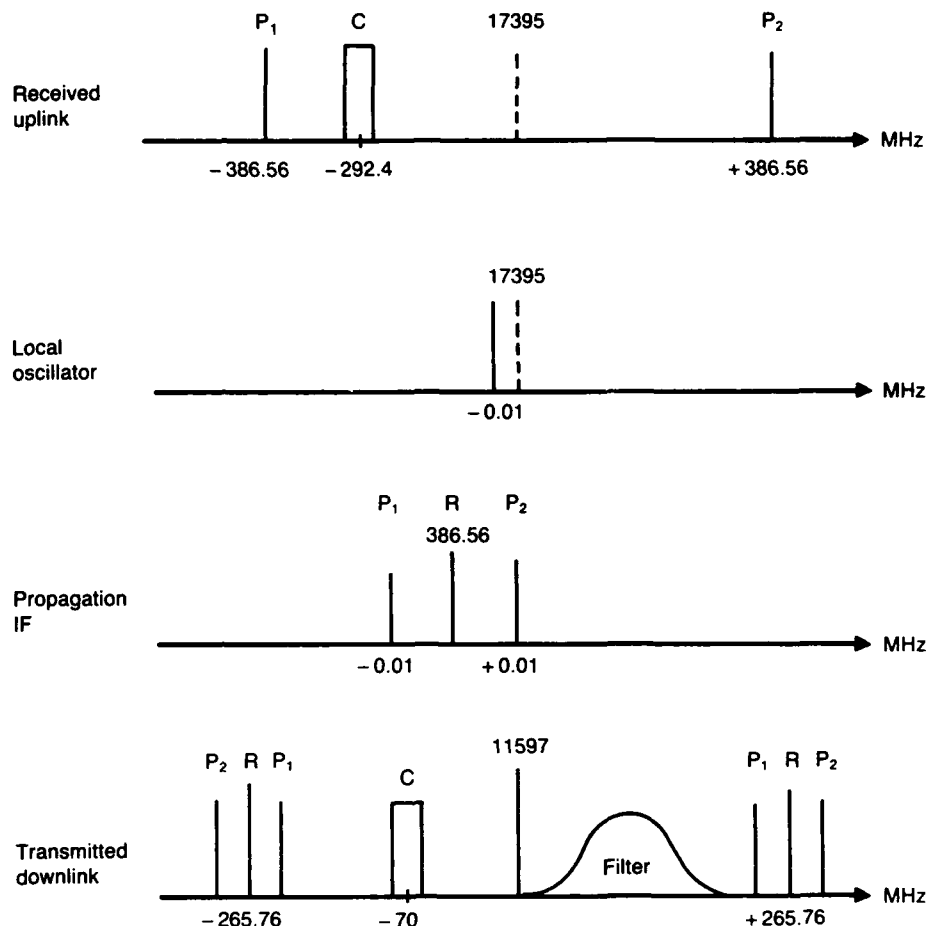 P₁ C 17395 P₂
Received
uplink
MHz
− 386.56 − 292.4 + 386.56
17395
Local
oscillator
MHz
− 0.01
P₁ R P₂
386.56
Propagation
IF
MHz
− 0.01 + 0.01
11597
P₂ R P₁ P₁ R P₂
C
Transmitted
downlink
Filter
MHz
− 265.76 − 70 + 265.76